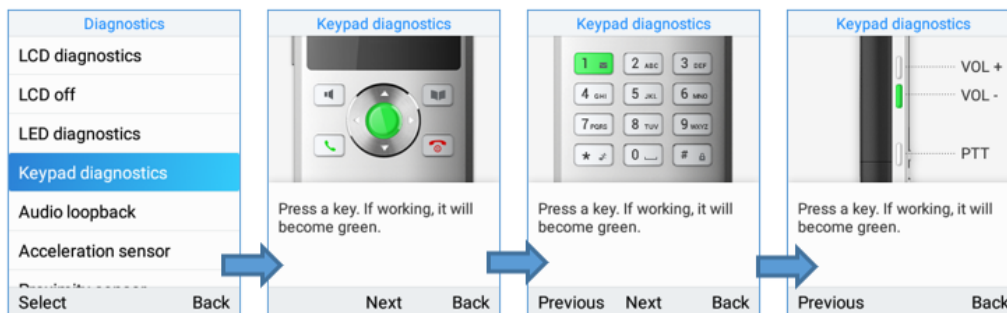 Diagnostics
LCD diagnostics
LCD off
LED diagnostics
Keypad diagnostics
Audio loopback
Acceleration sensor
Select Back
Keypad diagnostics
Press a key. If working, it will
become green.
Next Back
Keypad diagnostics
1
2 ABC
3 DEF
4 GHI
5 JKL
6 MNO
7 PQRS
8 TUV
9 WXYZ
*
0
#
Press a key. If working, it will
become green.
Previous Next Back
Keypad diagnostics
VOL +
VOL -
PTT
Press a key. If working, it will
become green.
Previous Back